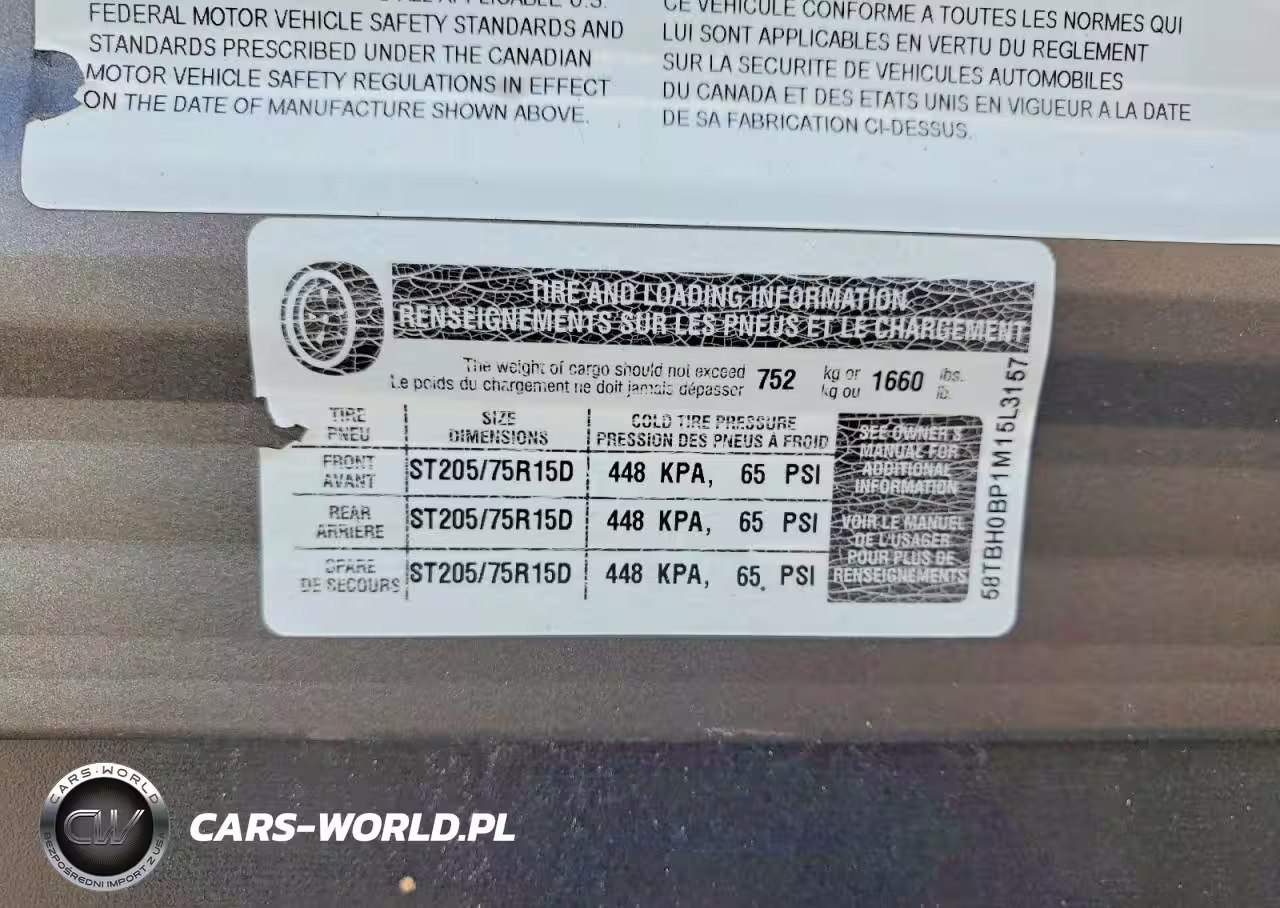 FEDERAL MOTOR VEHICLE SAFETY STANDARDS AND
STANDARDS PRESCRIBED UNDER THE CANADIAN
MOTOR VEHICLE SAFETY REGULATIONS IN EFFECT
ON THE DATE OF MANUFACTURE SHOWN ABOVE.
CE VEHICULE CONFORME A TOUTES LES NORMES QUI
LUI SONT APPLICABLES EN VERTU DU REGLEMENT
SUR LA SECURITE DE VEHICULES AUTOMOBILES
DU CANADA ET DES ETATS UNIS EN VIGUEUR A LA DATE
DE SA FABRICATION CI-DESSUS.
TIRE AND LOADING INFORMATION
RENSEIGNEMENTS SUR LES PNEUS ET LE CHARGEMENT
The weight of cargo should not exceed 752 kg or 1660 lbs.
Le poids du chargement ne doit jamais dépasser kg ou lb.
TIRE SIZE COLD TIRE PRESSURE
PNEU DIMENSIONS PRESSION DES PNEUS À FROID
FRONT
AVANT ST205/75R15D 448 KPA, 65 PSI
REAR
ARRIÈRE ST205/75R15D 448 KPA, 65 PSI
SPARE
DE SECOURS ST205/75R15D 448 KPA, 65, PSI
SEE OWNER'S
MANUAL FOR
ADDITIONAL
INFORMATION
VOIR LE MANUEL
DE L'USAGER
POUR PLUS DE
RENSEIGNEMENTS
58TBH0BP1M15L3157
CARS-WORLD
CW
BEZPOŚREDNI IMPORT Z USA
CARS-WORLD.PL